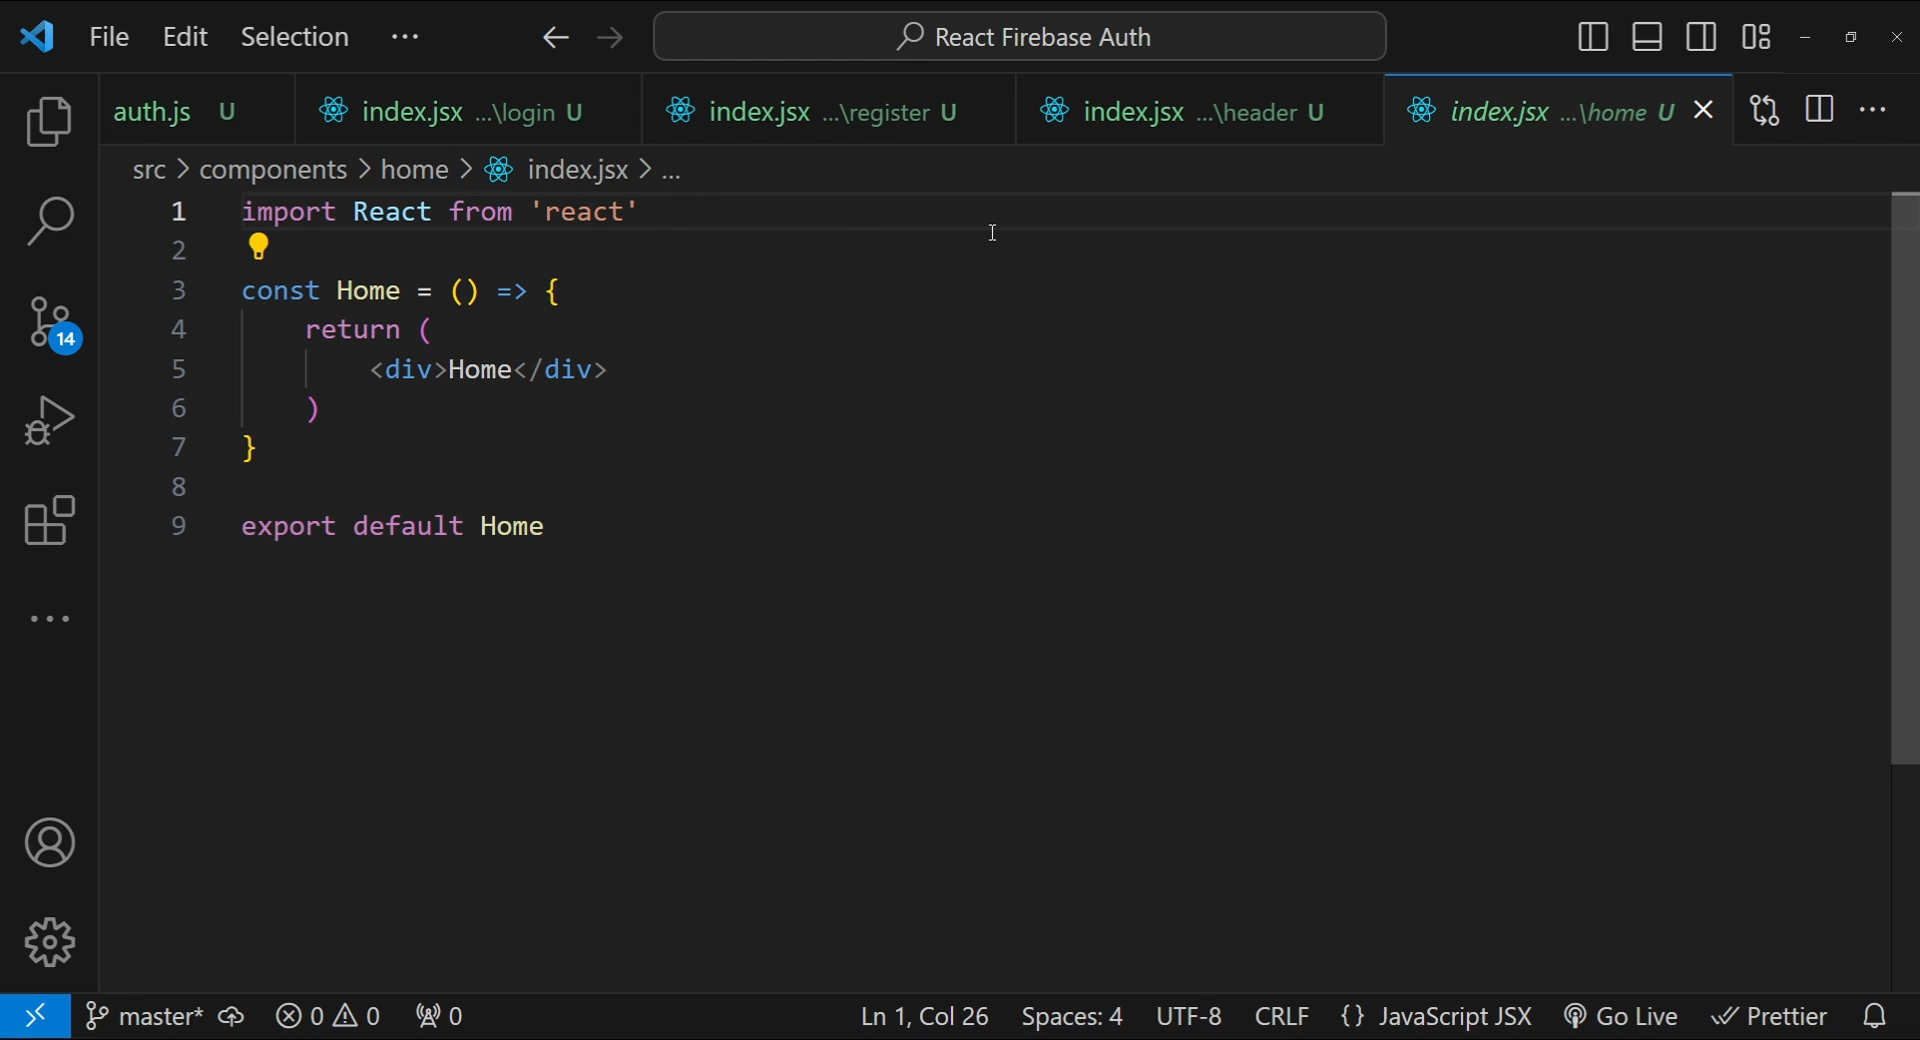 File Edit Selection ··· React Firebase Auth
auth.js U index.jsx ...\login U index.jsx ...\register U index.jsx ...\header U index.jsx ...\home U
src > components > home > index.jsx > ...
1 import React from 'react'
2
3 const Home = () => {
4     return (
5         <div>Home</div>
6     )
7 }
8
9 export default Home
14
master* 0 0 0 Ln 1, Col 26 Spaces: 4 UTF-8 CRLF {} JavaScript JSX Go Live Prettier